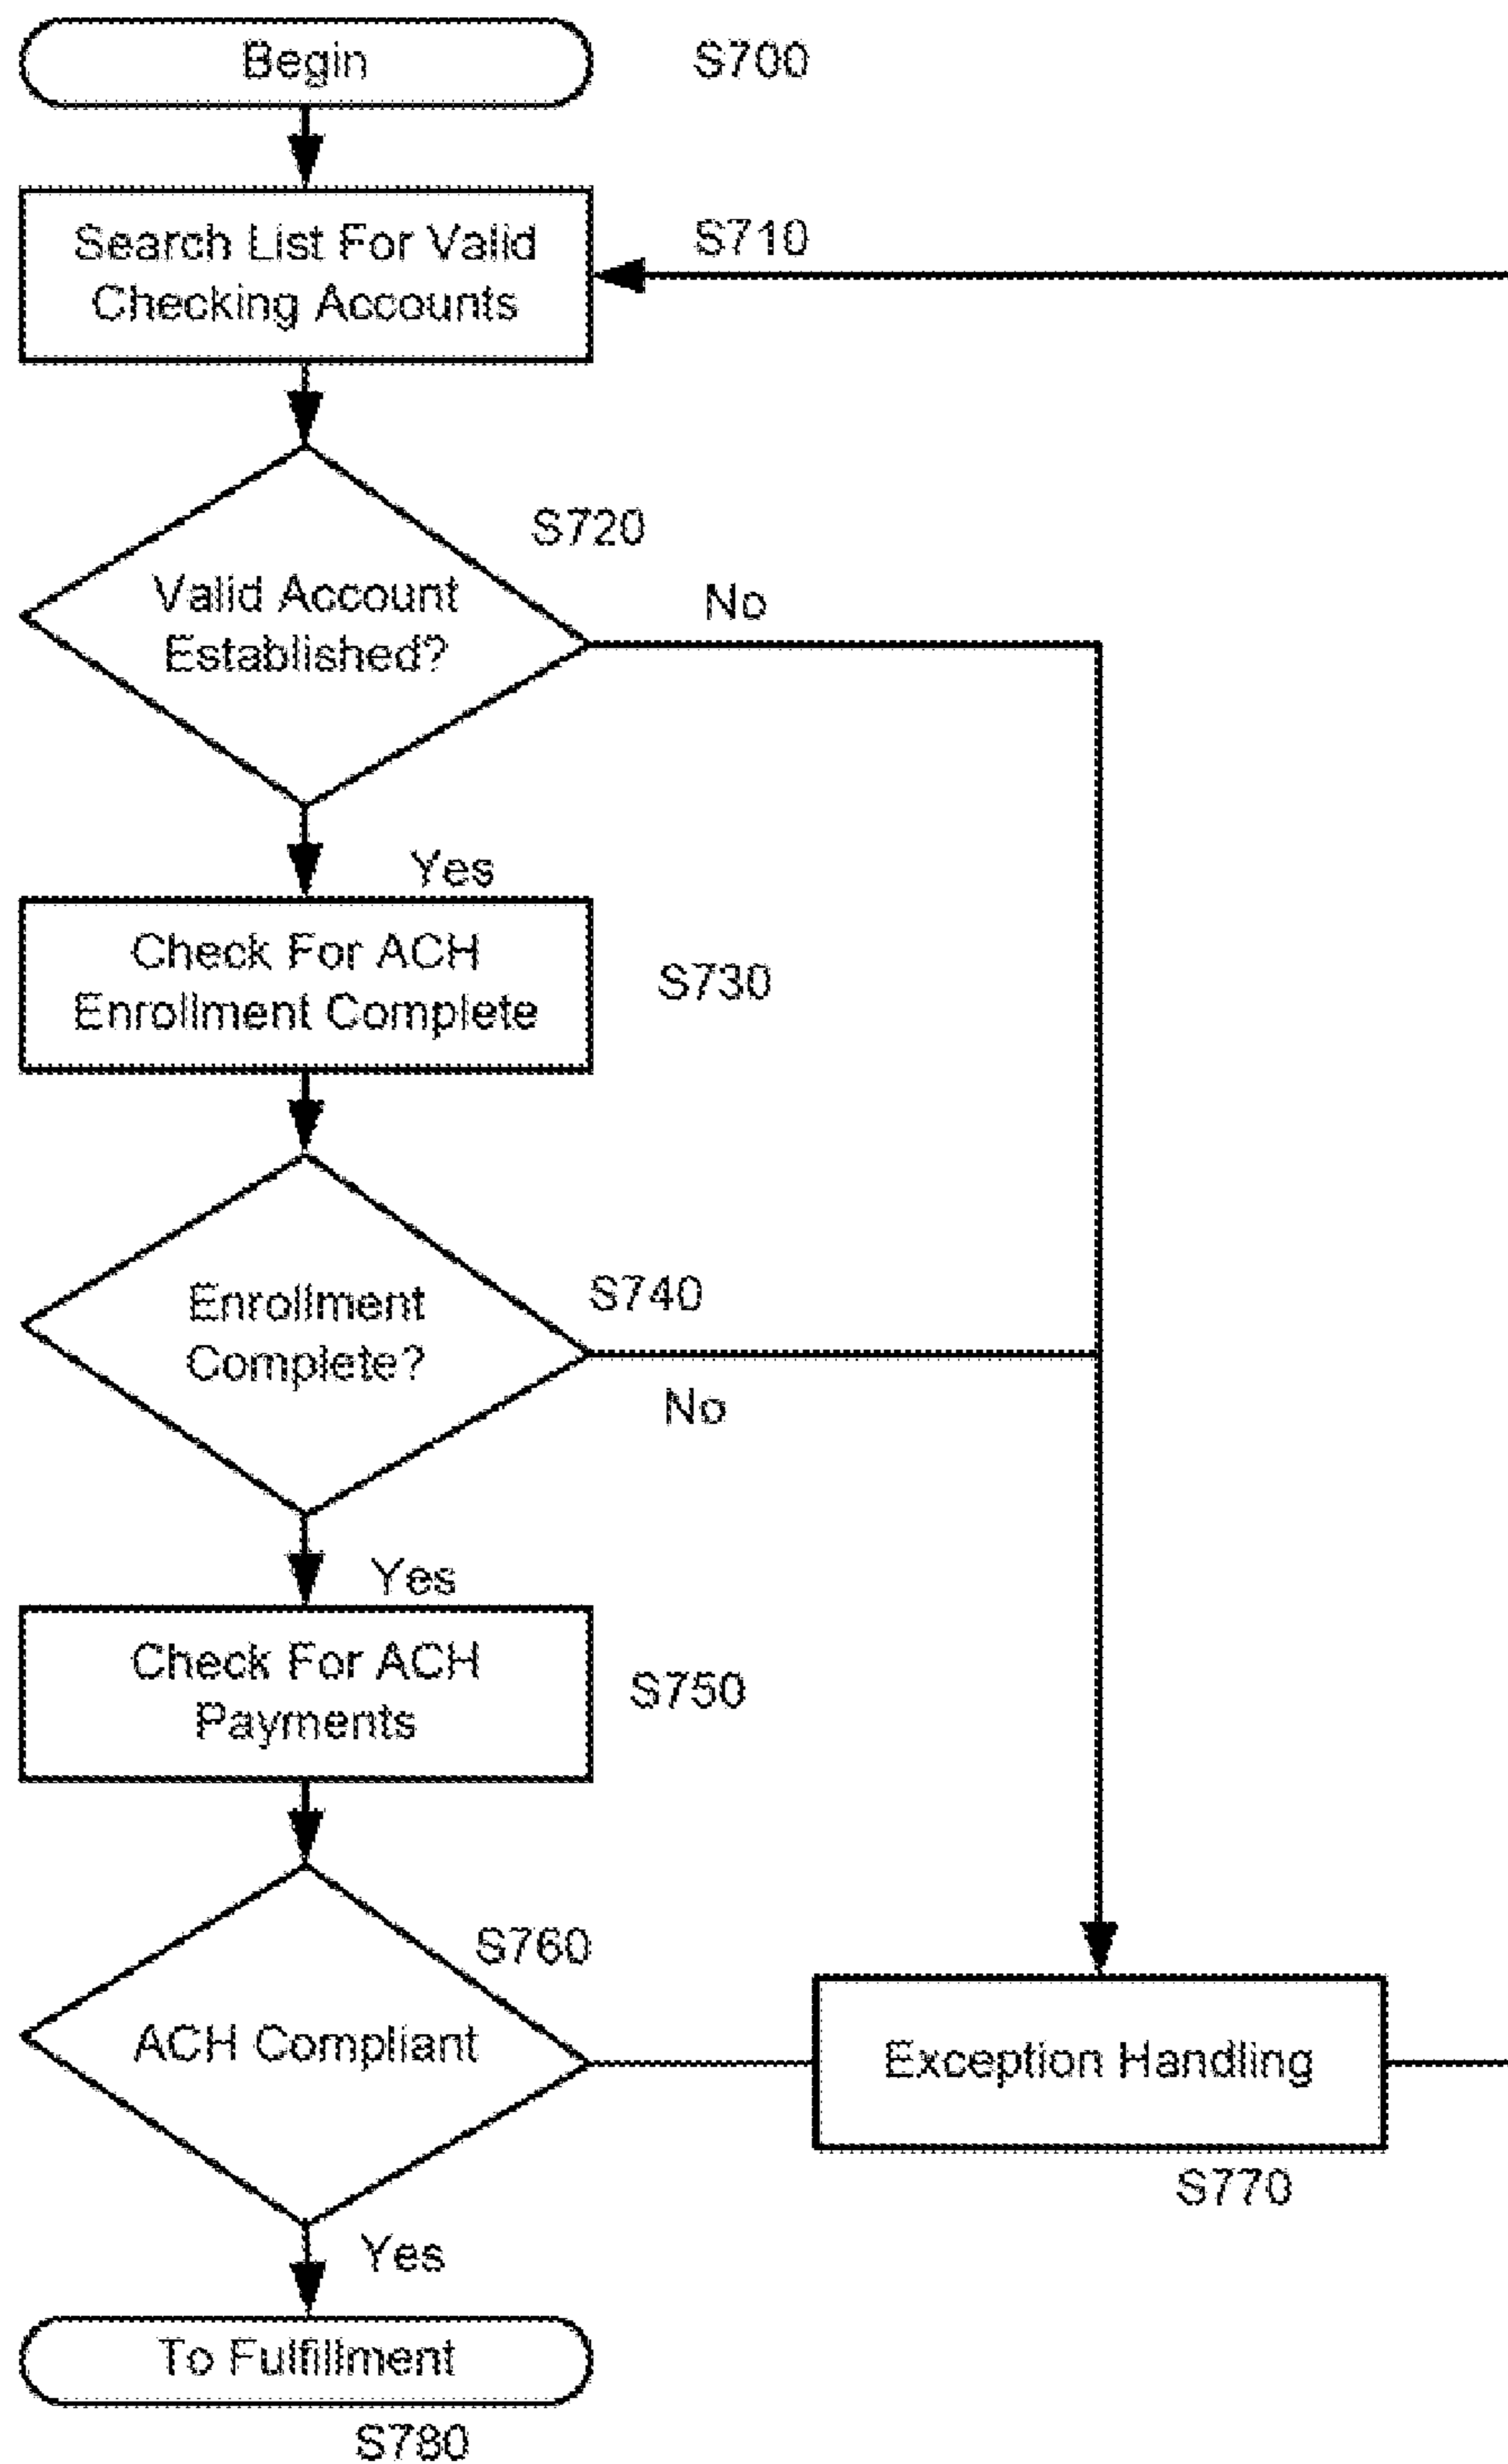 Begin
S700
Search List For Valid
Checking Accounts
S710
S720
Valid Account
Established?
No
Yes
Check For ACH
Enrollment Complete
S730
Enrollment
Complete?
S740
No
Yes
Check For ACH
Payments
S750
S760
ACH Compliant
Exception Handling
S770
Yes
To Fulfillment
S780